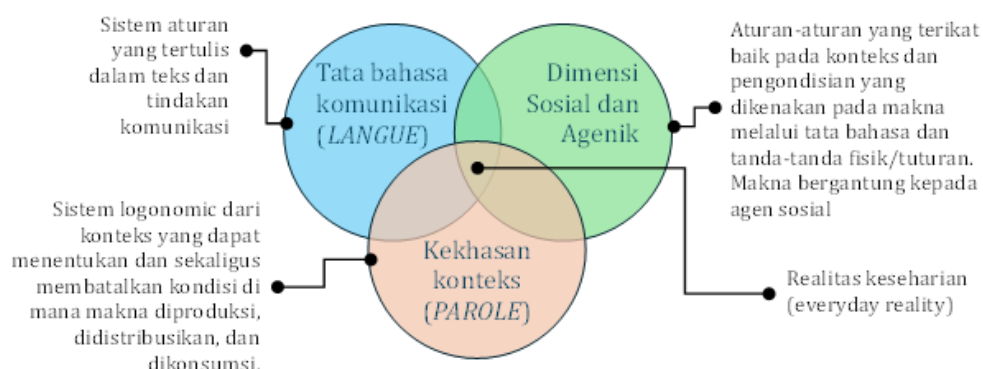 Sistem aturan
yang tertulis
dalam teks dan
tindakan
komunikasi
Tata bahasa
komunikasi
(LANGUE)
Dimensi
Sosial dan
Agenik
Aturan-aturan yang terikat
baik pada konteks dan
pengondisian yang
dikenakan pada makna
melalui tata bahasa dan
tanda-tanda fisik/tuturan.
Makna bergantung kepada
agen sosial
Sistem logonomic dari
konteks yang dapat
menentukan dan sekaligus
membatalkan kondisi di
mana makna diproduksi,
didistribusikan, dan
dikonsumsi.
Kekhasan
konteks
(PAROLE)
Realitas keseharian
(everyday reality)